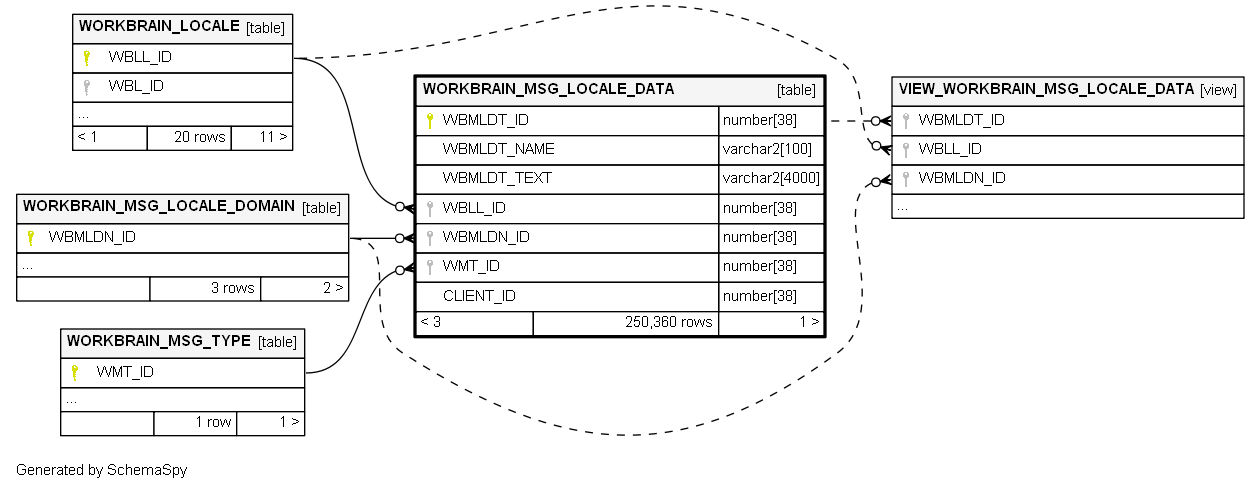 WORKBRAIN_LOCALE [table]
WBLL_ID
WBL_ID
...
< 1 20 rows 11 >
WORKBRAIN_MSG_LOCALE_DOMAIN [table]
WBMLDN_ID
...
3 rows 2 >
WORKBRAIN_MSG_TYPE [table]
WMT_ID
...
1 row 1 >
WORKBRAIN_MSG_LOCALE_DATA [table]
WBMLDT_ID number[38]
WBMLDT_NAME varchar2[100]
WBMLDT_TEXT varchar2[4000]
WBLL_ID number[38]
WBMLDN_ID number[38]
WMT_ID number[38]
CLIENT_ID number[38]
< 3 250,360 rows 1 >
VIEW_WORKBRAIN_MSG_LOCALE_DATA [view]
WBMLDT_ID
WBLL_ID
WBMLDN_ID
...
Generated by SchemaSpy